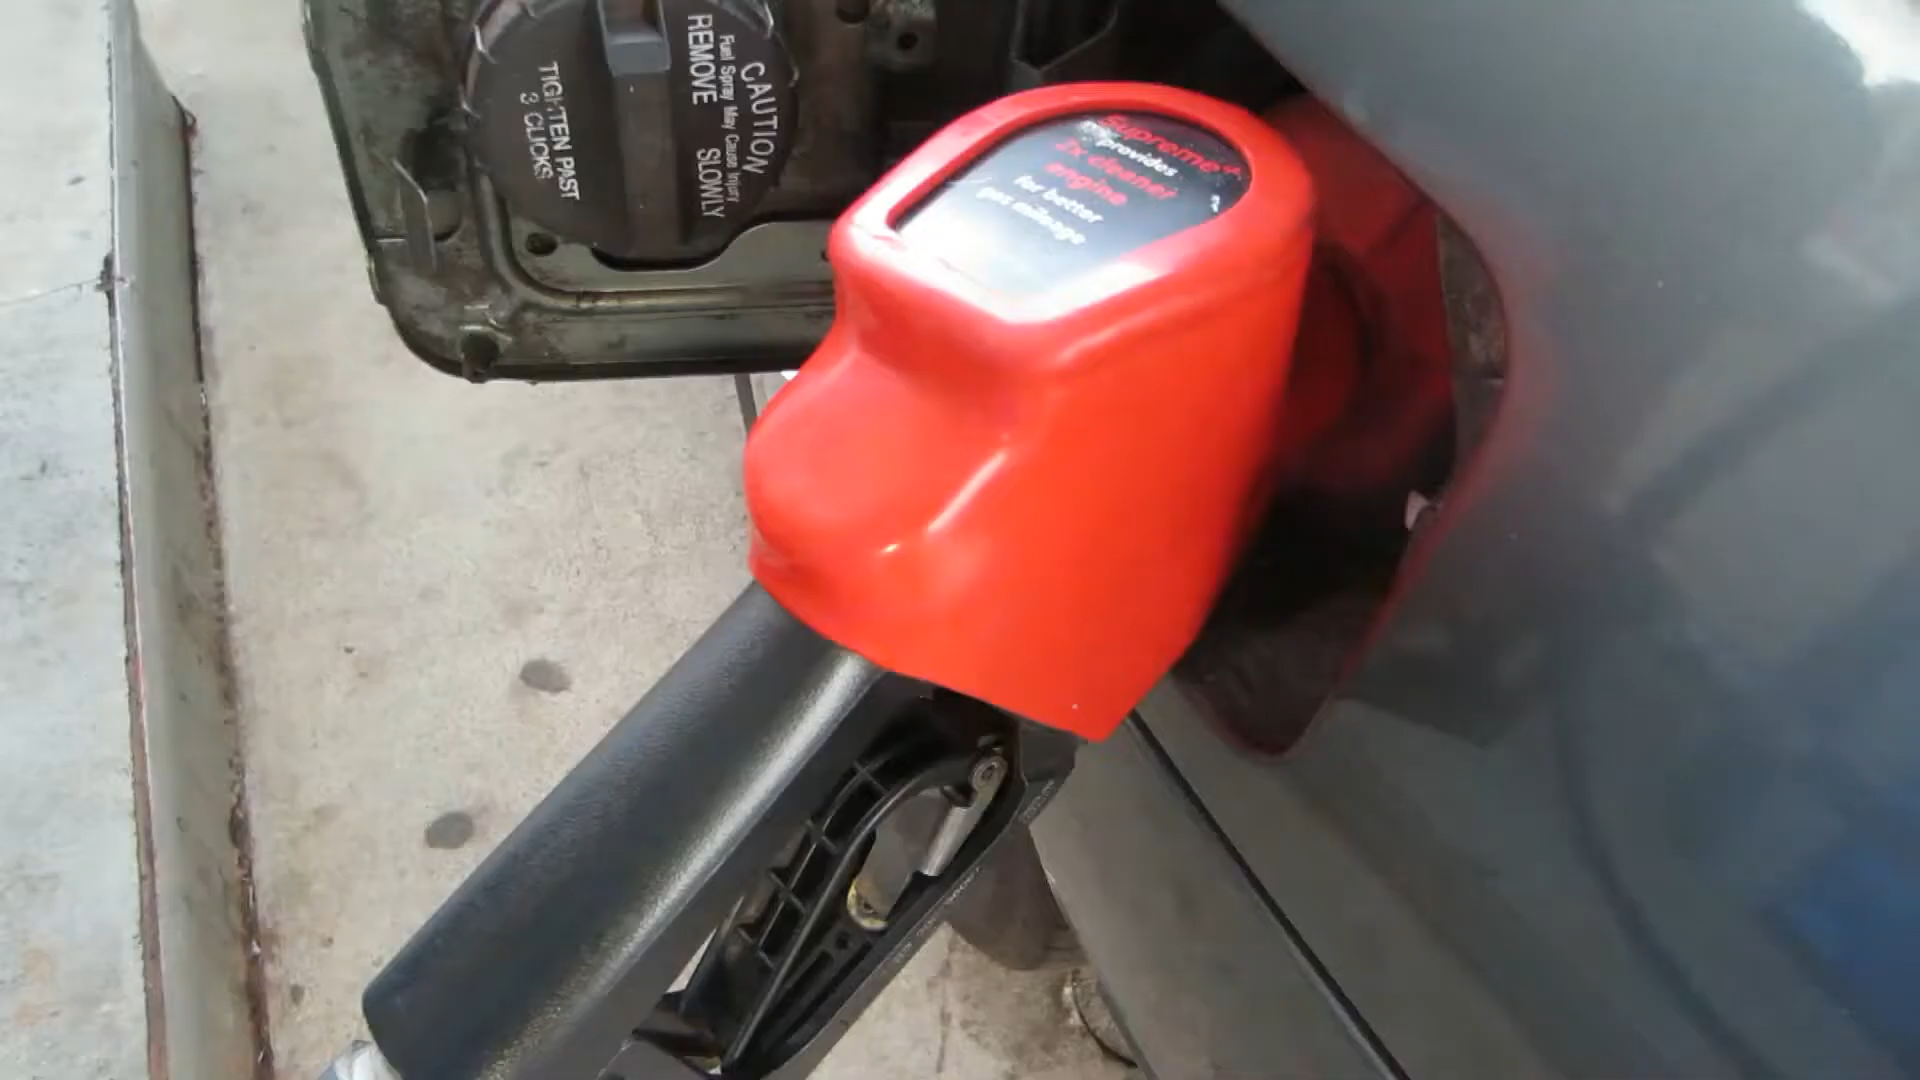 CAUTION
Fuel Spray May Cause Injury
REMOVE SLOWLY
TIGHTEN PAST
3 CLICKS
Supreme+
provides
2x cleaner
engine
for better
gas mileage